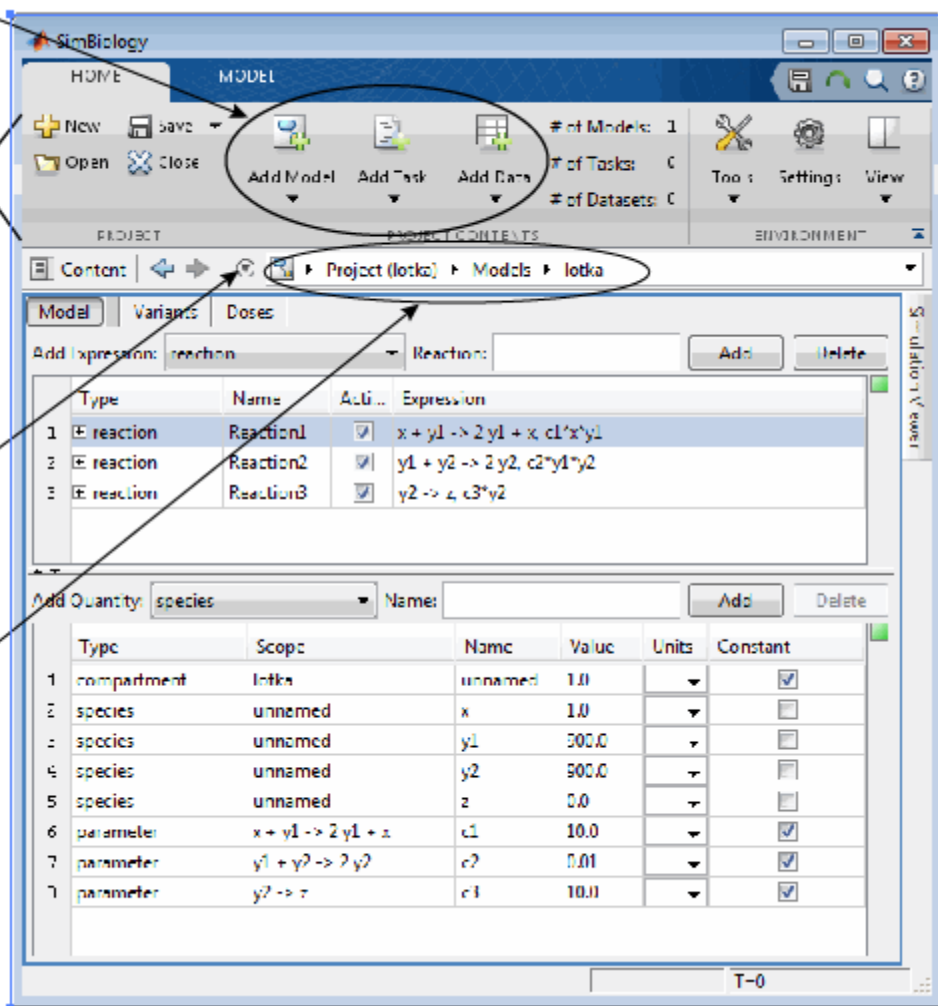 SimBiology
HOME MODEL
New Save Add Model Add Task Add Data # of Models: 1 Tools Settings View
Open Close # of Tasks: 0
# of Datasets: 0
PROJECT PROJECT CONTENTS ENVIRONMENT
Content Project (lotka) Models lotka
Model Variants Doses
Add Expression: reaction Reaction: Add Delete
Type Name Acti... Expression
1 reaction Reaction1 x + y1 -> 2 y1 + x, c1*x*y1
2 reaction Reaction2 y1 + y2 -> 2 y2, c2*y1*y2
3 reaction Reaction3 y2 -> z, c3*y2
Add Quantity: species Name: Add Delete
Type Scope Name Value Units Constant
1 compartment lotka unnamed 1.0
2 species unnamed x 1.0
3 species unnamed y1 900.0
4 species unnamed y2 900.0
5 species unnamed z 0.0
6 parameter x + y1 -> 2 y1 + x c1 10.0
7 parameter y1 + y2 -> 2 y2 c2 0.01
8 parameter y2 -> z c3 10.0
T=0
Viewer